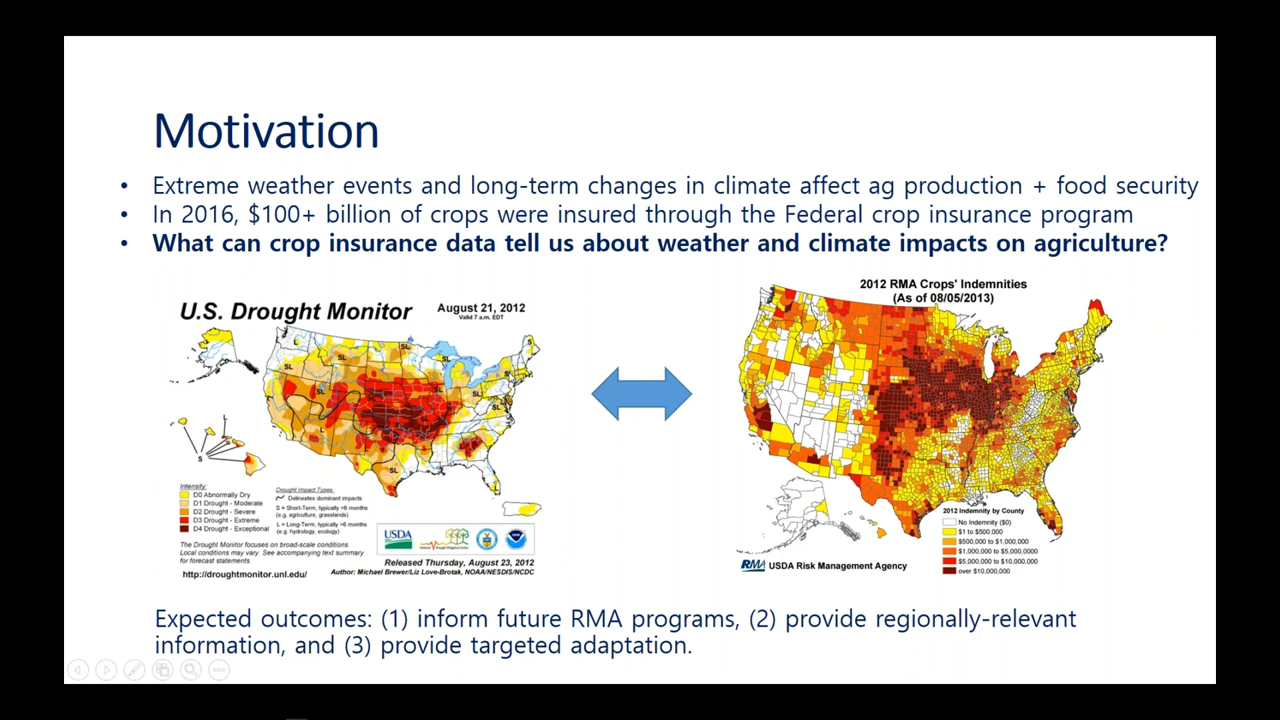 Motivation
• Extreme weather events and long-term changes in climate affect ag production + food security
• In 2016, $100+ billion of crops were insured through the Federal crop insurance program
• What can crop insurance data tell us about weather and climate impacts on agriculture?
U.S. Drought Monitor
August 21, 2012
Valid 7 a.m. EDT
L
SL
SL
SL
SL
SL
S
SL
S
SL
SL
SL
L
S
Intensity:
D0 Abnormally Dry
D1 Drought - Moderate
D2 Drought - Severe
D3 Drought - Extreme
D4 Drought - Exceptional
Drought Impact Types:
Delineates dominant impacts
S = Short-Term, typically <6 months
(e.g. agriculture, grasslands)
L = Long-Term, typically >6 months
(e.g. hydrology, ecology)
The Drought Monitor focuses on broad-scale conditions.
Local conditions may vary. See accompanying text summary
for forecast statements.
http://droughtmonitor.unl.edu/
USDA
Released Thursday, August 23, 2012
Author: Michael Brewer/Liz Love-Brotak, NOAA/NESDIS/NCDC
2012 RMA Crops' Indemnities
(As of 08/05/2013)
2012 Indemnity by County
No Indemnity ($0)
$1 to $500,000
$500,000 to $1,000,000
$1,000,000 to $5,000,0000
$5,000,000 to $10,000,000
over $10,000,000
RMA USDA Risk Management Agency
Expected outcomes: (1) inform future RMA programs, (2) provide regionally-relevant
information, and (3) provide targeted adaptation.